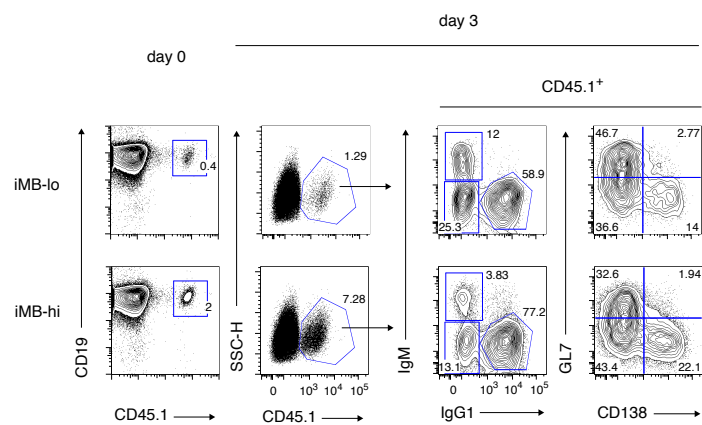 day 3
day 0
CD45.1+
iMB-lo
0.4
1.29
12
58.9
25.3
46.7
2.77
36.6
14
iMB-hi
2
7.28
3.83
77.2
13.1
32.6
1.94
43.4
22.1
CD19
SSC-H
IgM
GL7
0 10³ 10⁴ 10⁵
0 10³ 10⁴ 10⁵
CD45.1
CD45.1
IgG1
CD138